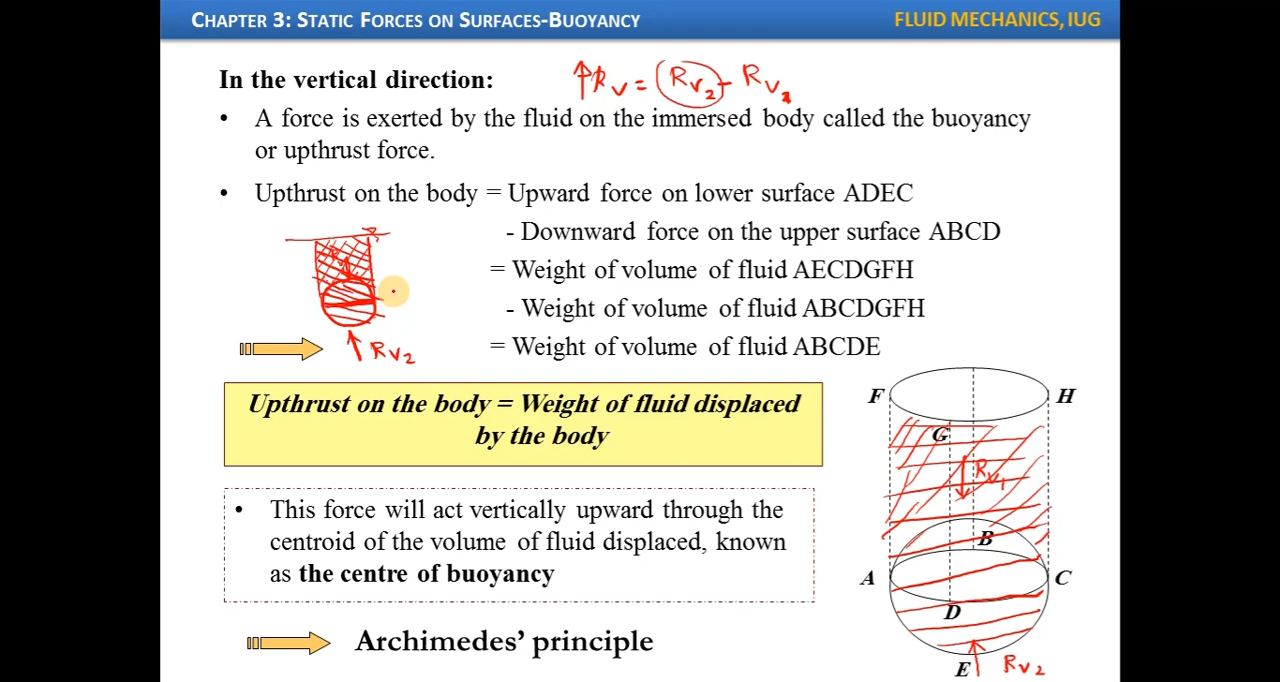 CHAPTER 3: STATIC FORCES ON SURFACES-BUOYANCY
FLUID MECHANICS, IUG
In the vertical direction:
↑Rv = Rv2 - Rv1
• A force is exerted by the fluid on the immersed body called the buoyancy
or upthrust force.
• Upthrust on the body = Upward force on lower surface ADEC
- Downward force on the upper surface ABCD
= Weight of volume of fluid AECDGFH
- Weight of volume of fluid ABCDGFH
= Weight of volume of fluid ABCDE
Rv2
Upthrust on the body = Weight of fluid displaced
by the body
• This force will act vertically upward through the
centroid of the volume of fluid displaced, known
as the centre of buoyancy
Archimedes' principle
F
H
G
Rv1
B
A
C
D
E
Rv2